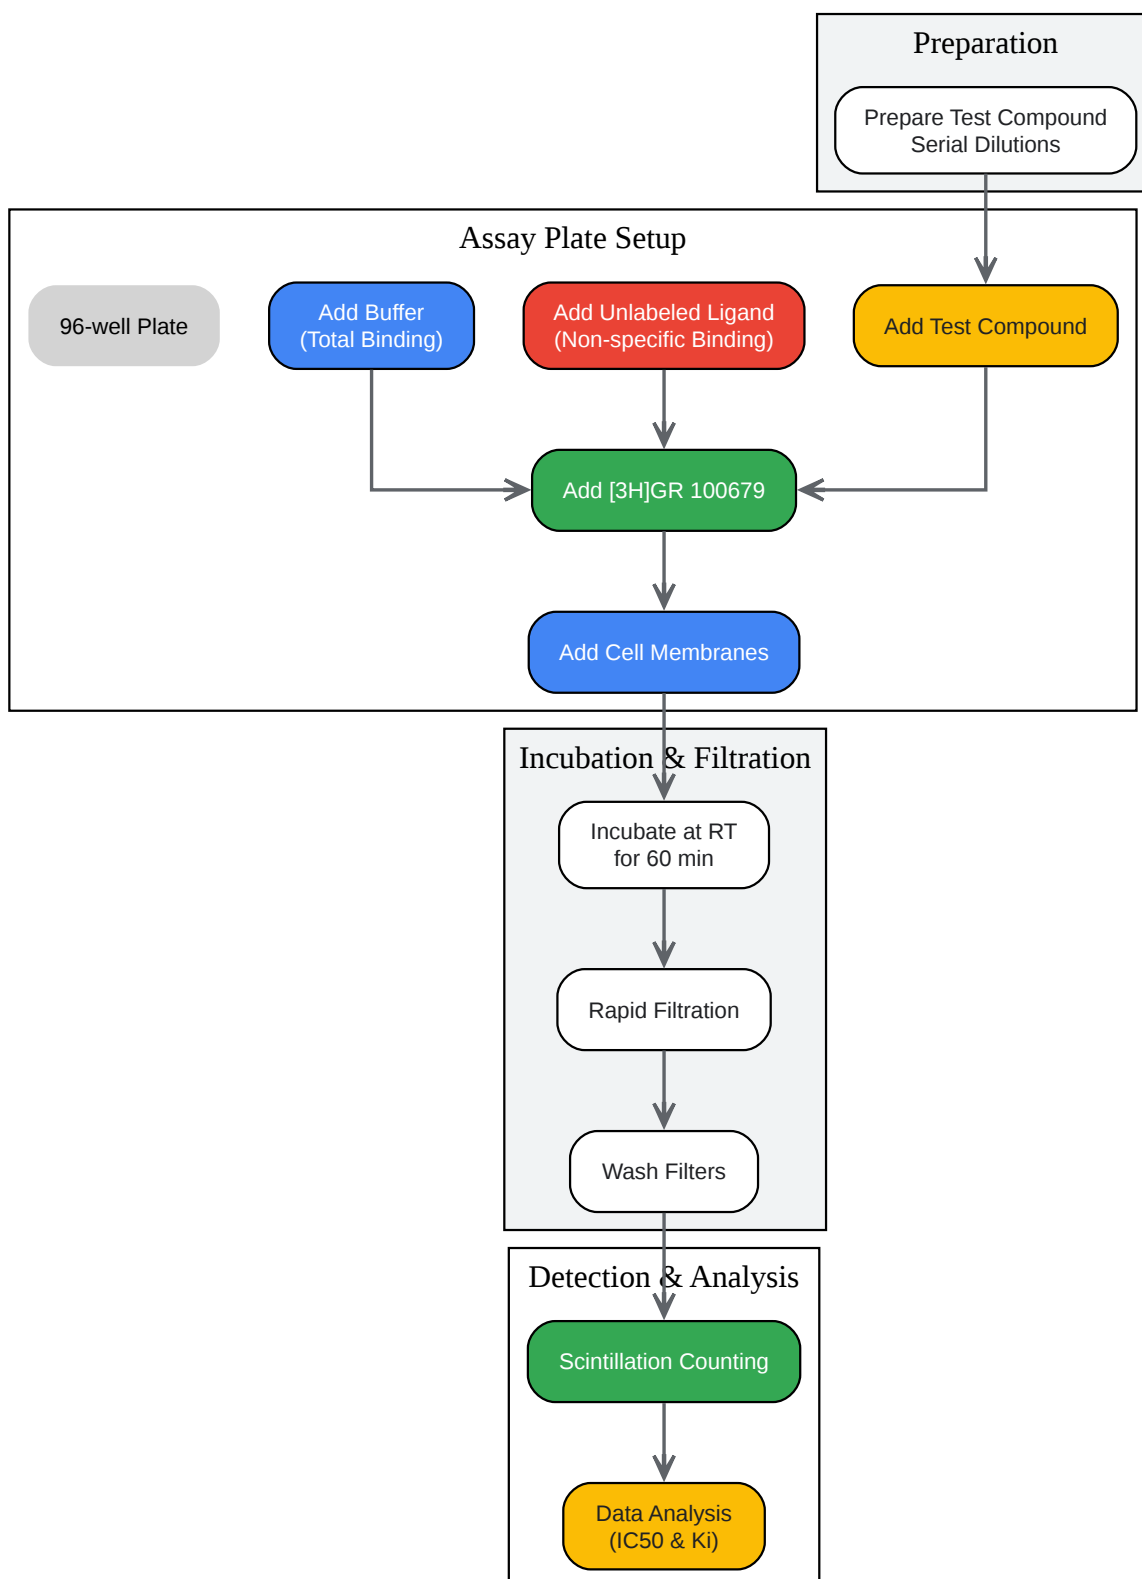 Preparation
Prepare Test Compound
Serial Dilutions
Assay Plate Setup
96-well Plate
Add Buffer
(Total Binding)
Add Unlabeled Ligand
(Non-specific Binding)
Add Test Compound
Add [3H]GR 100679
Add Cell Membranes
Incubation & Filtration
Incubate at RT
for 60 min
Rapid Filtration
Wash Filters
Detection & Analysis
Scintillation Counting
Data Analysis
(IC50 & Ki)